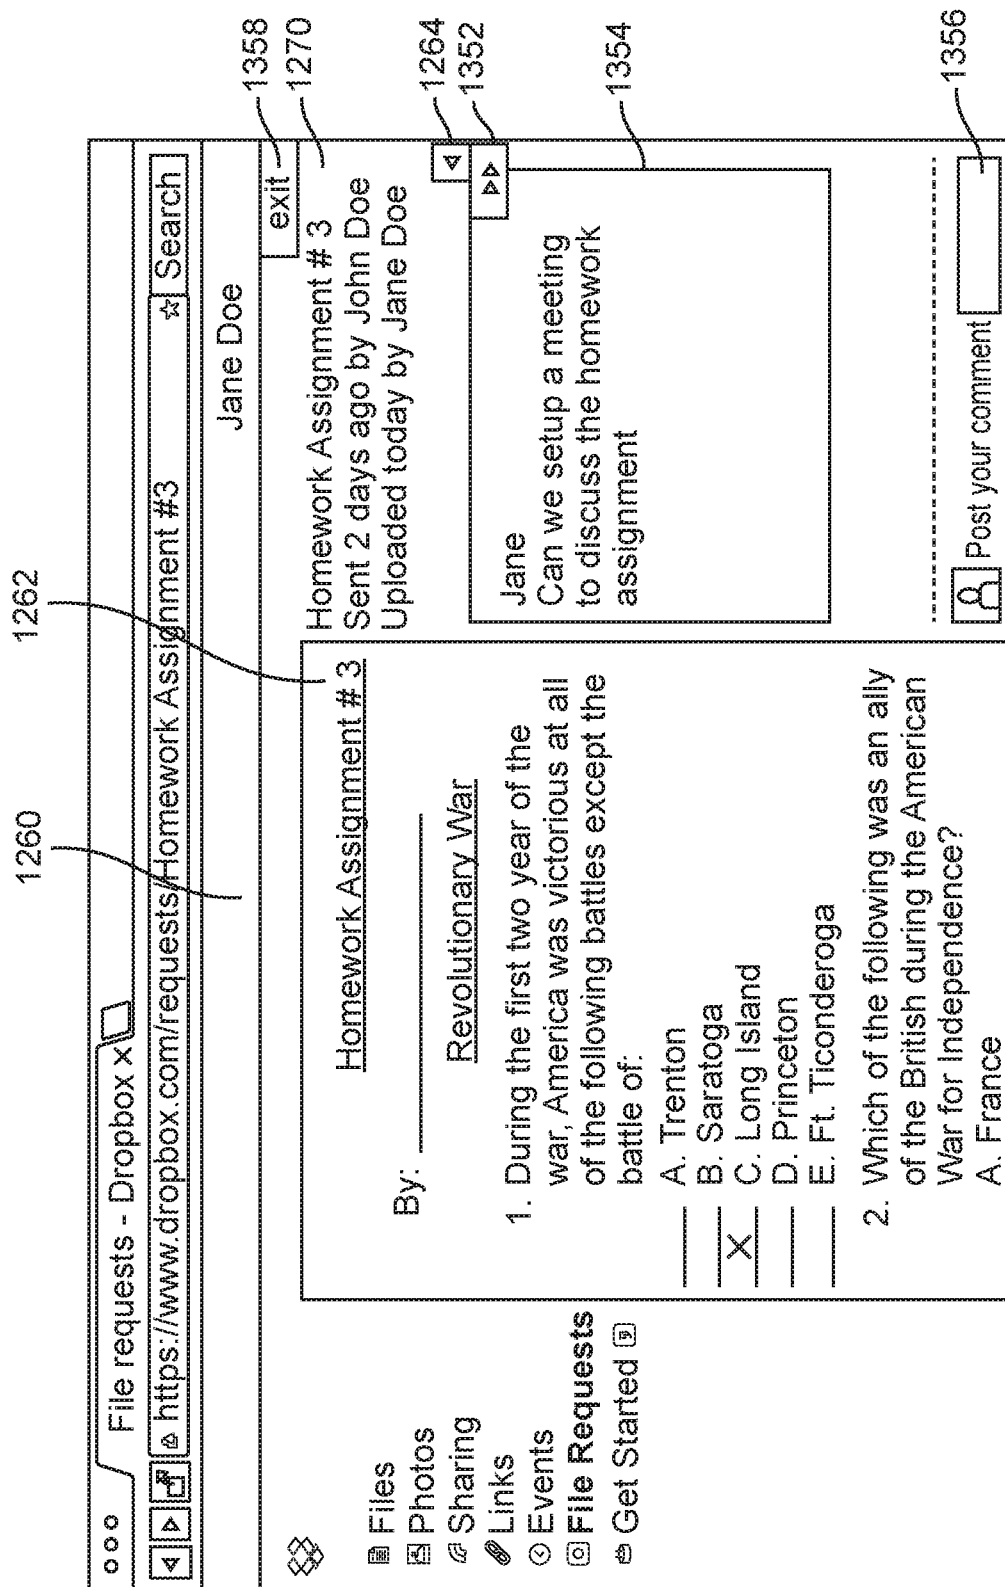 1260
1262
File requests - Dropbox x
https://www.dropbox.com/requests/Homework Assignment #3
Search
Jane Doe
exit
1358
Files
Photos
Sharing
Links
Events
File Requests
Get Started
Homework Assignment # 3
By:
Revolutionary War
1. During the first two year of the
war, America was victorious at all
of the following battles except the
battle of:
A. Trenton
B. Saratoga
X C. Long Island
D. Princeton
E. Ft. Ticonderoga
2. Which of the following was an ally
of the British during the American
War for Independence?
A. France
Homework Assignment # 3
Sent 2 days ago by John Doe
Uploaded today by Jane Doe
1270
1264
1352
Jane
Can we setup a meeting
to discuss the homework
assignment
1354
Post your comment
1356